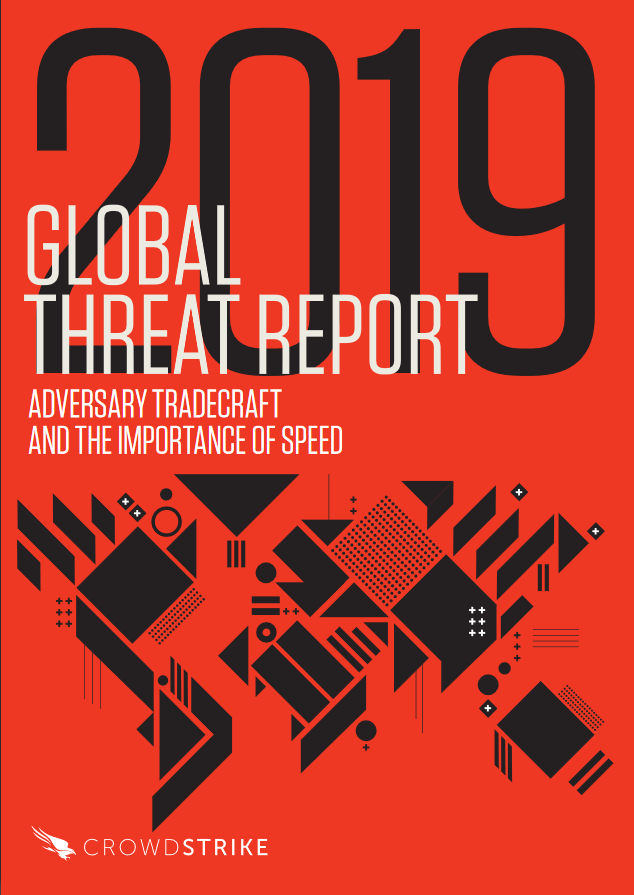 2019
GLOBAL
THREAT REPORT
ADVERSARY TRADECRAFT
AND THE IMPORTANCE OF SPEED
CROWDSTRIKE